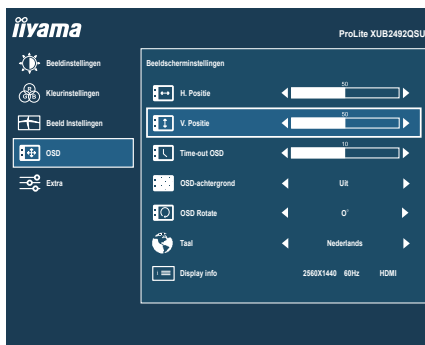 iiyama
ProLite XUB2492QSU
Beeldinstellingen
Kleurinstellingen
Beeld Instellingen
OSD
Extra
Beeldscherminstellingen
H. Positie 50
V. Positie 50
Time-out OSD 10
OSD-achtergrond Uit
OSD Rotate 0°
Taal Nederlands
Display info 2560X1440 60Hz HDMI